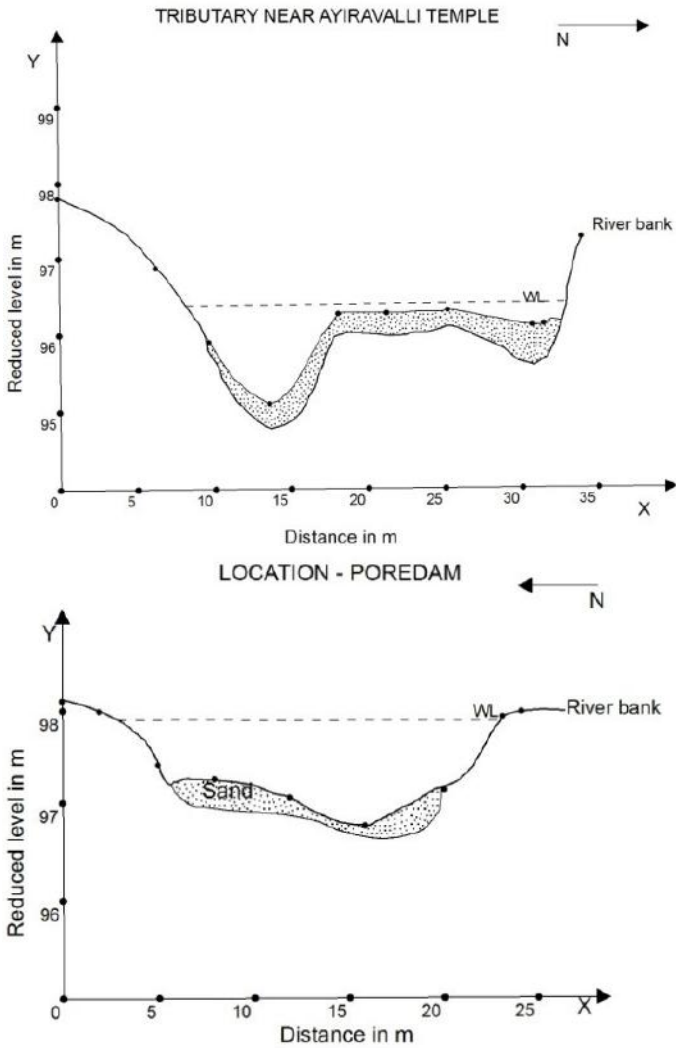 TRIBUTARY NEAR AYIRAVALLI TEMPLE
N
Y
99
98
River bank
97
WL
96
95
Reduced level in m
0 5 10 15 20 25 30 35
X
Distance in m
LOCATION - POREDAM
N
Y
WL
River bank
98
Sand
97
96
Reduced level in m
0 5 10 15 20 25
X
Distance in m